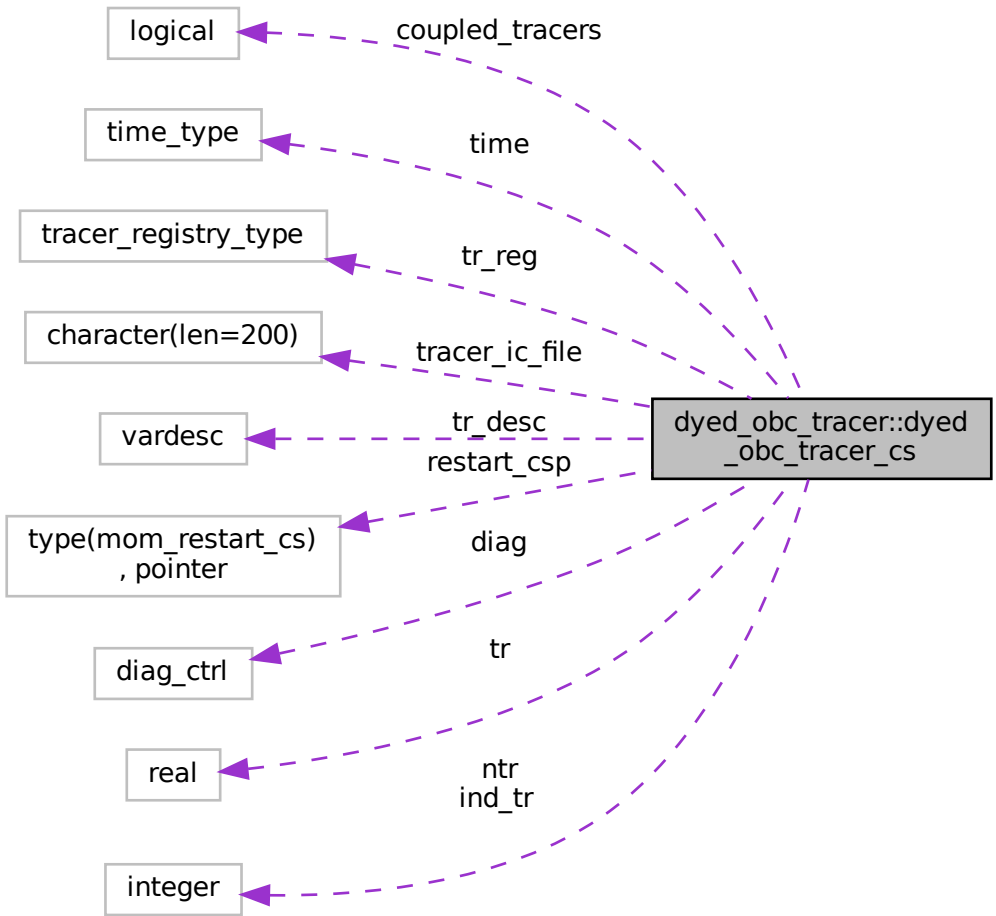 logical
coupled_tracers
time_type
time
tracer_registry_type
tr_reg
character(len=200)
tracer_ic_file
dyed_obc_tracer::dyed
_obc_tracer_cs
vardesc
tr_desc
restart_csp
type(mom_restart_cs)
, pointer
diag
diag_ctrl
tr
real
ntr
ind_tr
integer